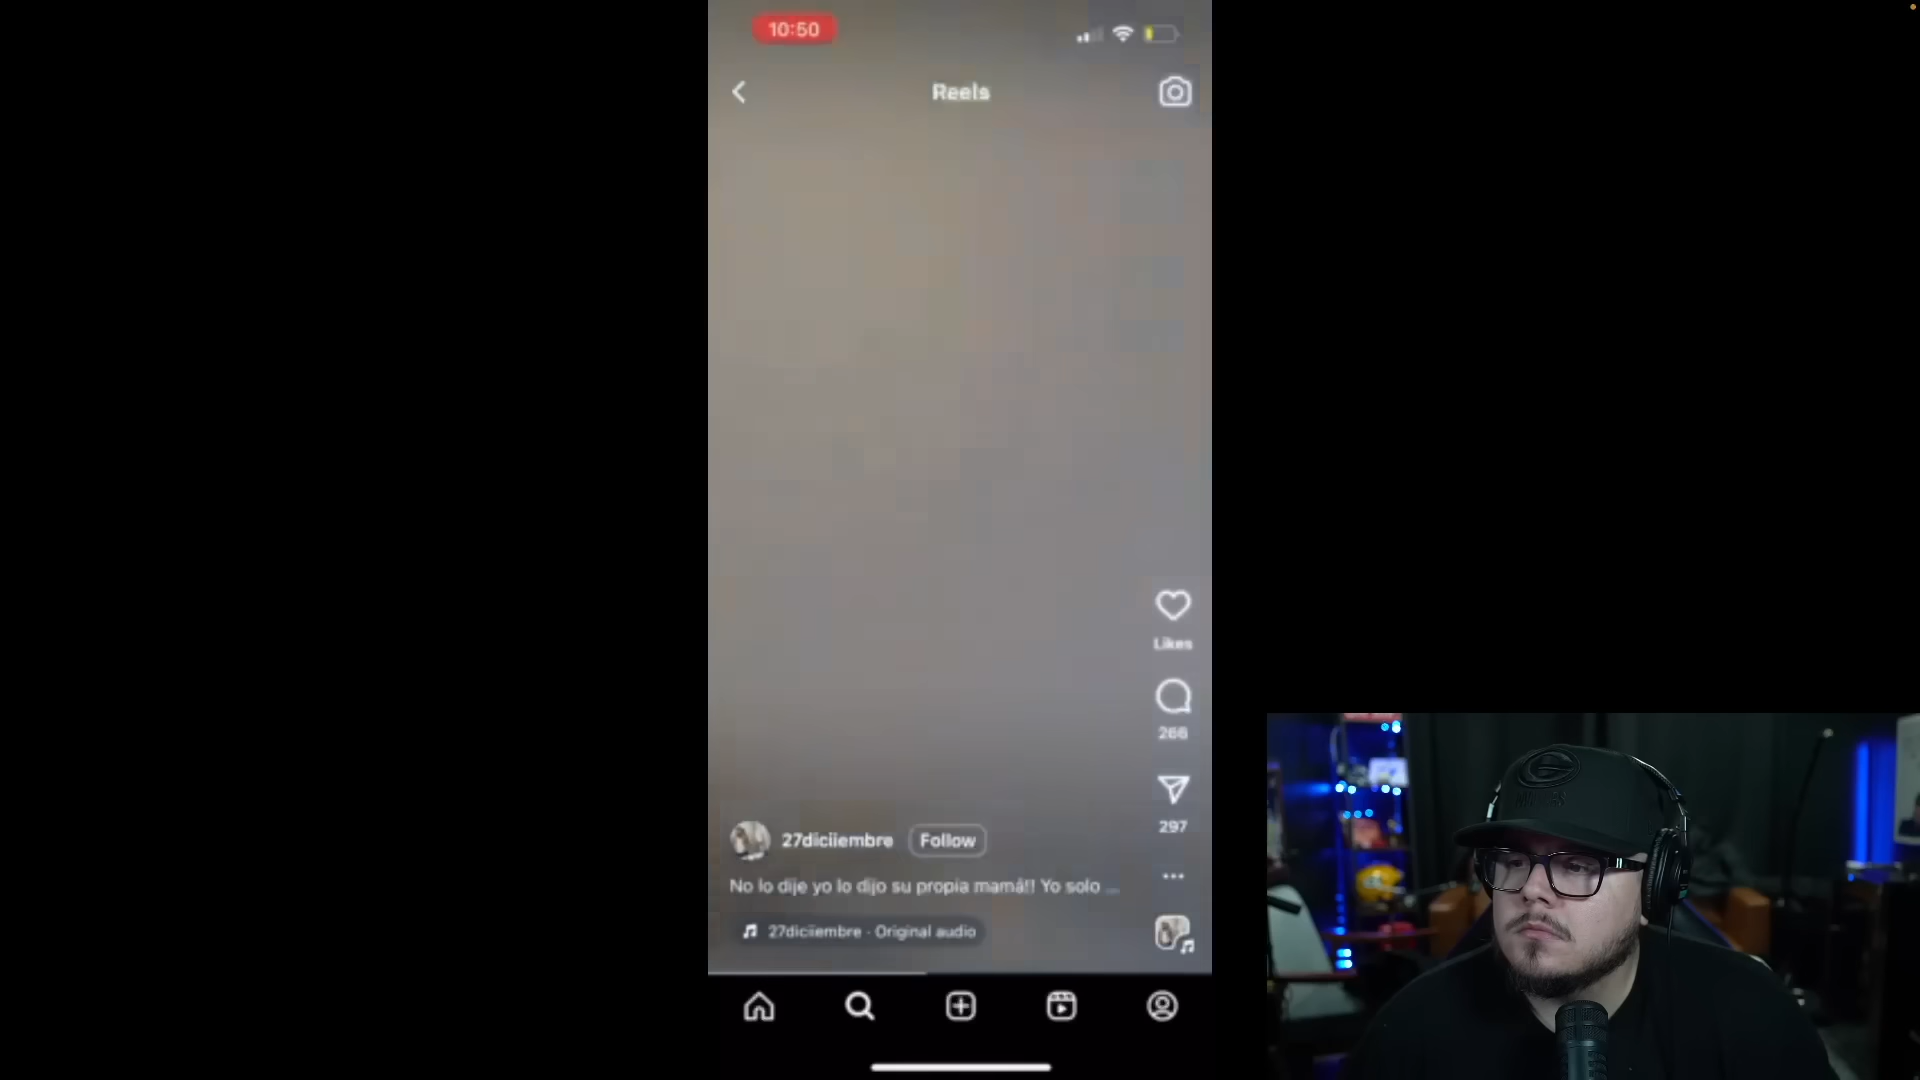 10:50
Reels
Likes
266
297
27diciiembre Follow
No lo dije yo lo dijo su propia mamá!! Yo solo ...
27diciiembre · Original audio